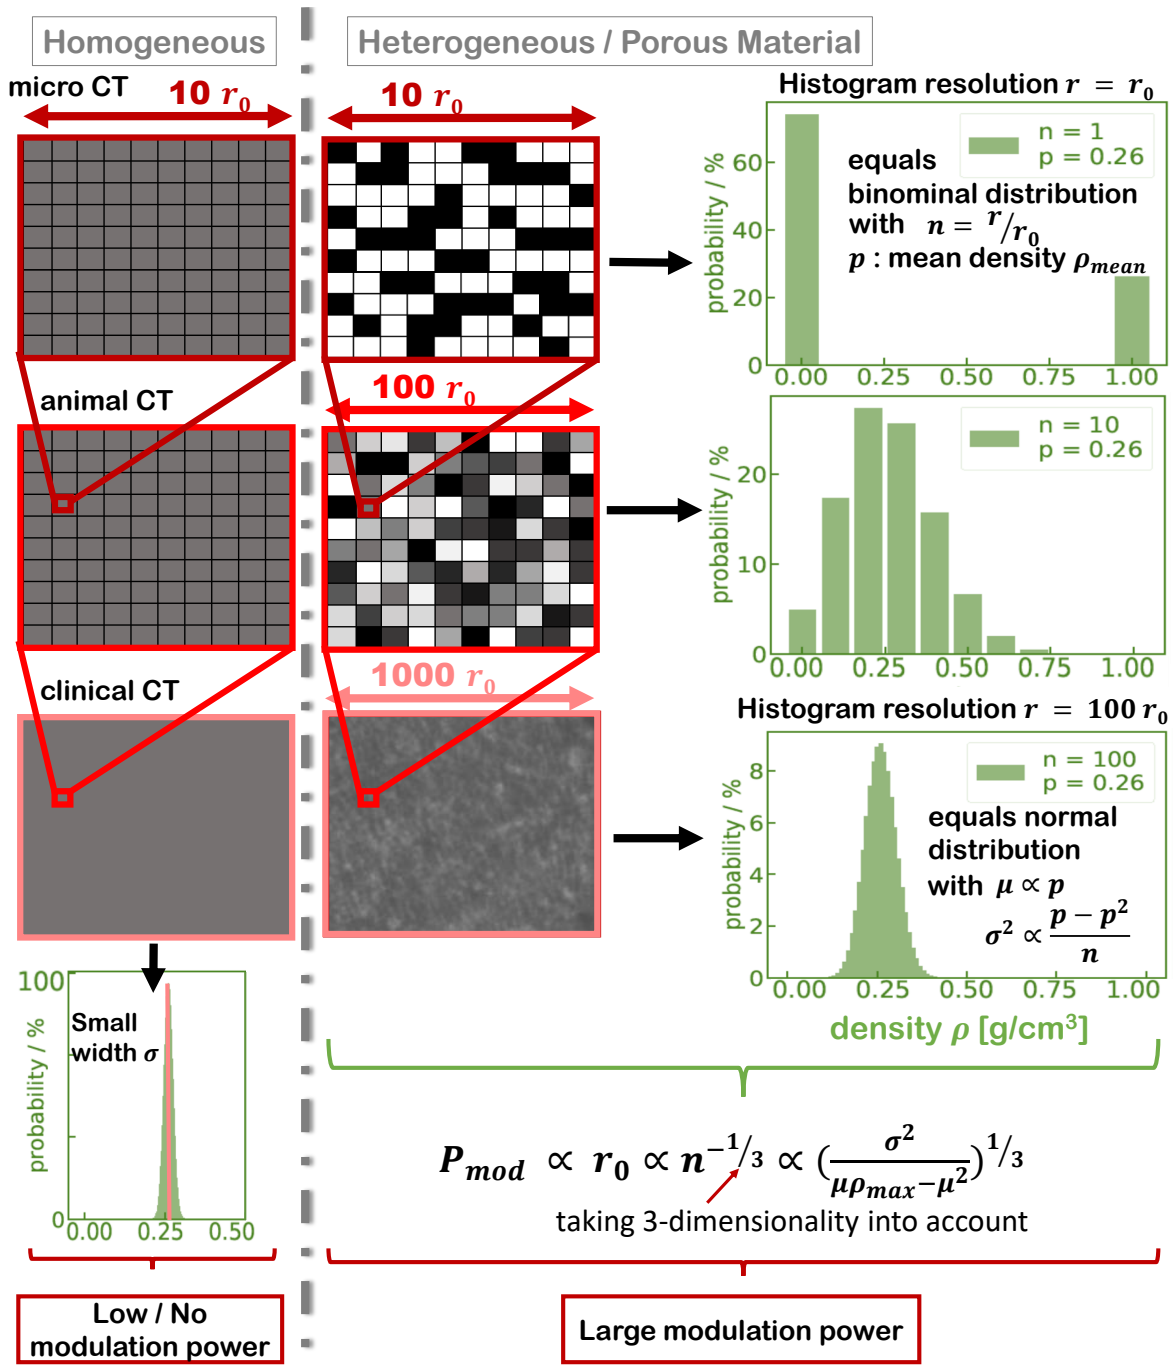 Homogeneous
Heterogeneous / Porous Material
micro CT
10 r₀
10 r₀
Histogram resolution r = r₀
probability / %
60
40
20
0
0.00 0.25 0.50 0.75 1.00
n = 1
p = 0.26
equals
binominal distribution
with n = r/r₀
p : mean density ρ_mean
animal CT
100 r₀
probability / %
20
10
0
0.00 0.25 0.50 0.75 1.00
n = 10
p = 0.26
clinical CT
1000 r₀
Histogram resolution r = 100 r₀
probability / %
8
6
4
2
0
0.00 0.25 0.50 0.75 1.00
n = 100
p = 0.26
equals normal
distribution
with μ ∝ p
σ² ∝ (p − p²)/n
density ρ [g/cm³]
probability / %
100
0
0.00 0.25 0.50
Small
width σ
P_mod ∝ r₀ ∝ n^(−1/3) ∝ (σ²/(μρ_max−μ²))^(1/3)
taking 3-dimensionality into account
Low / No
modulation power
Large modulation power